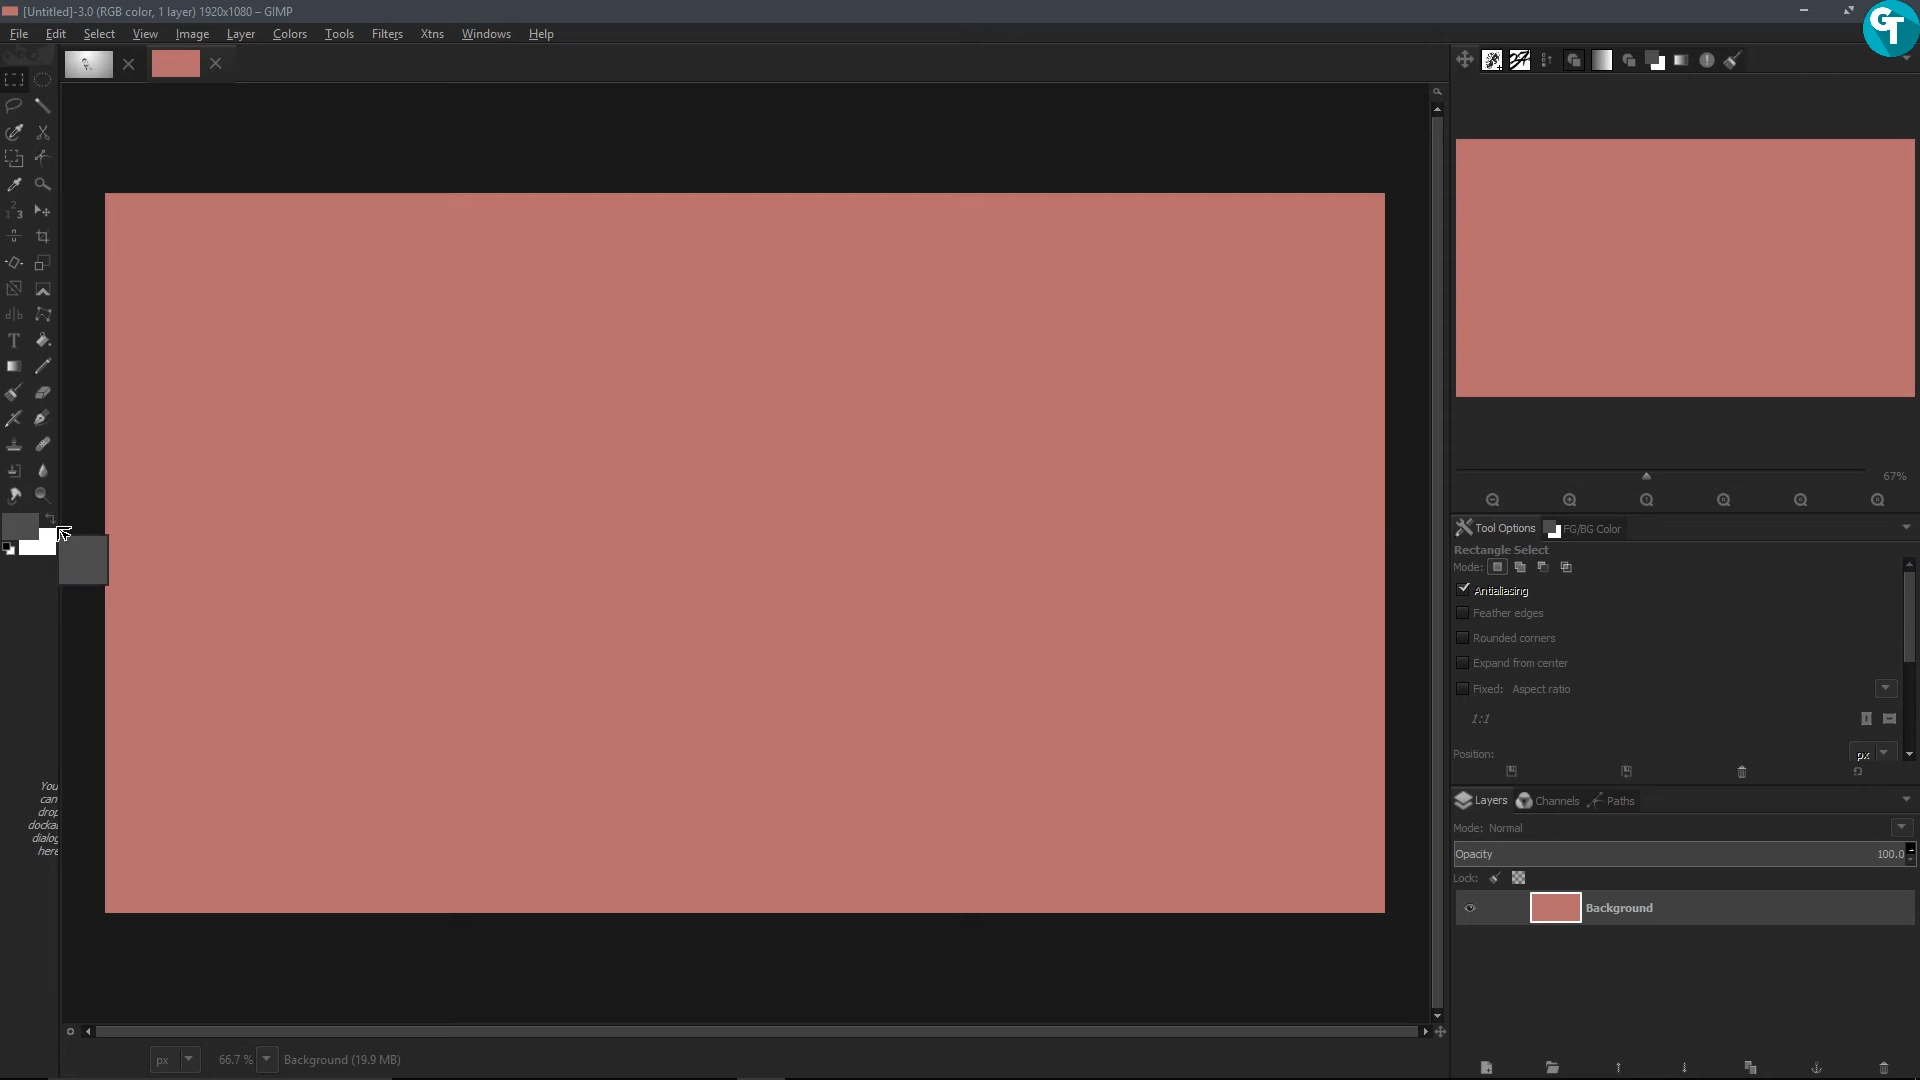 [Untitled]-3.0 (RGB color, 1 layer) 1920x1080 – GIMP
File Edit Select View Image Layer Colors Tools Filters Xtns Windows Help
GT
67%
Tool Options FG/BG Color
Rectangle Select
Mode:
Antialiasing
Feather edges
Rounded corners
Expand from center
Fixed: Aspect ratio
1:1
Position:
px
You
can
drop
dockab
dialog
here
Layers Channels Paths
Mode: Normal
Opacity 100.0
Lock:
Background
px 66.7 % Background (19.9 MB)